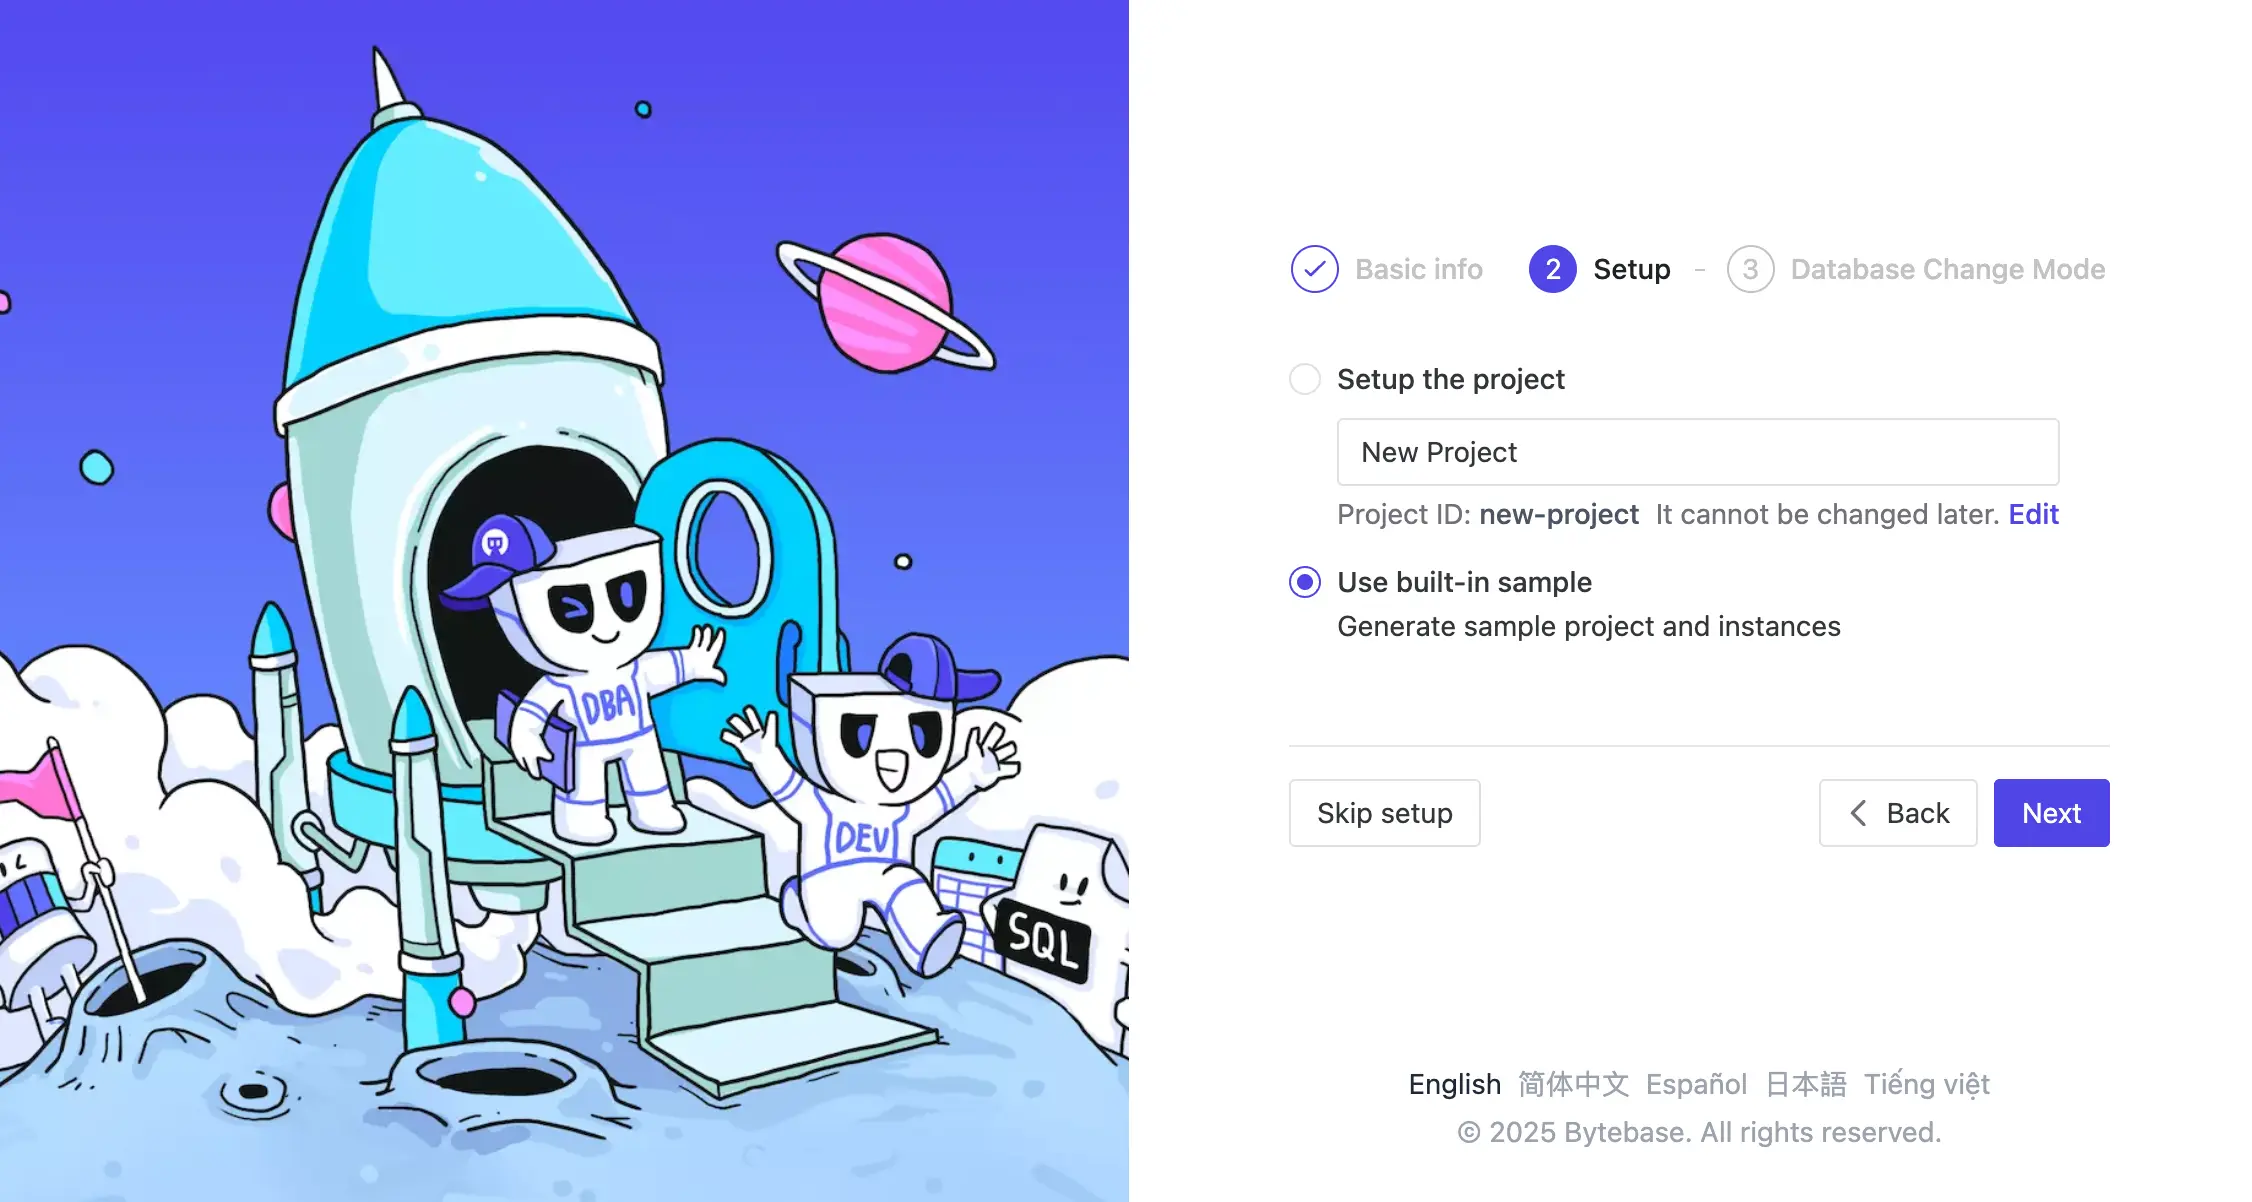 Basic info 2 Setup - 3 Database Change Mode
Setup the project
New Project
Project ID: new-project It cannot be changed later. Edit
Use built-in sample
Generate sample project and instances
Skip setup Back Next
English 简体中文 Español 日本語 Tiếng việt
© 2025 Bytebase. All rights reserved.
DBA
DEV
SQL